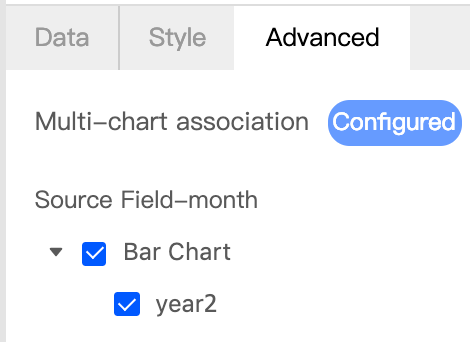 Data Style Advanced
Multi-chart association Configured
Source Field-month
Bar Chart
year2